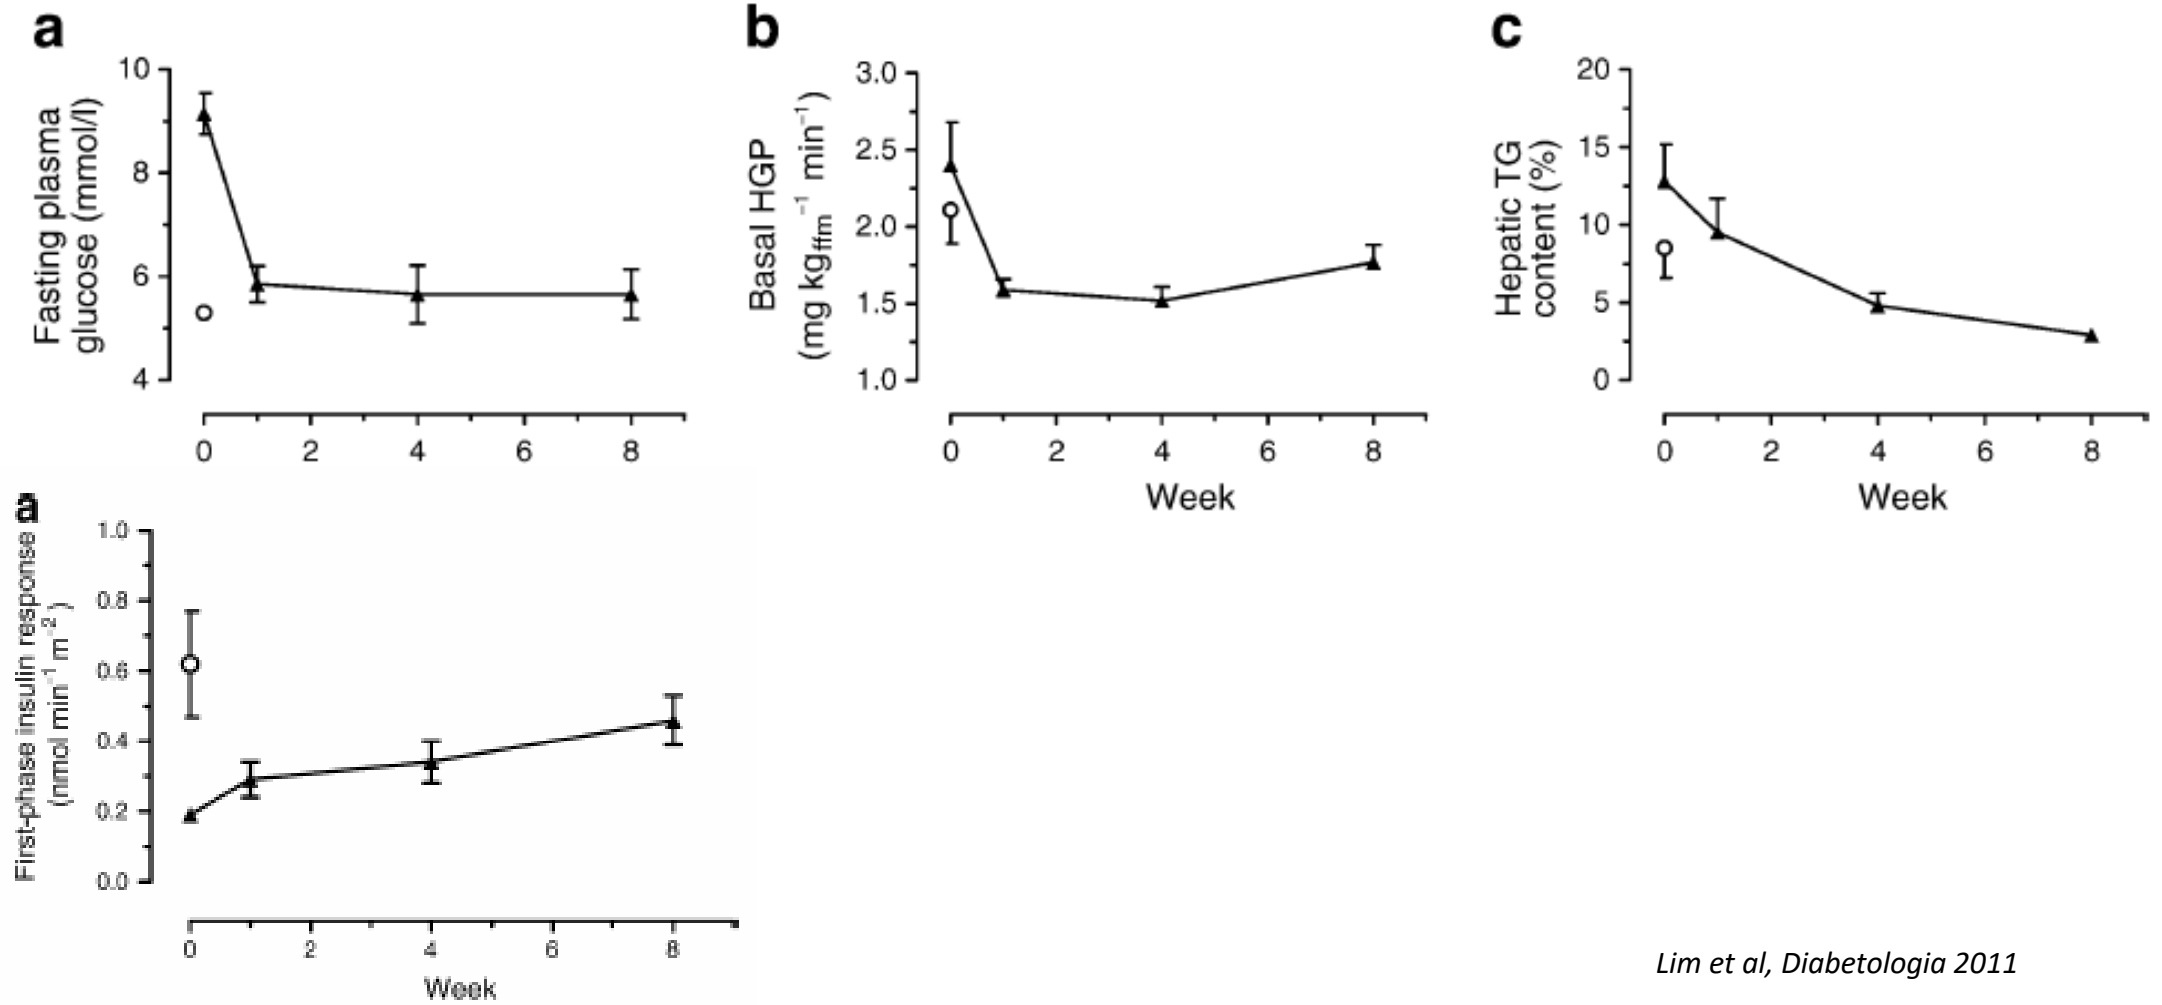 a
Fasting plasma
glucose (mmol/l)
10
8
6
4
0 2 4 6 8
b
Basal HGP
(mg kgffm⁻¹ min⁻¹)
3.0
2.5
2.0
1.5
1.0
0 2 4 6 8
Week
c
Hepatic TG
content (%)
20
15
10
5
0
0 2 4 6 8
Week
a
First-phase insulin response
(nmol min⁻¹ m⁻²)
1.0
0.8
0.6
0.4
0.2
0.0
0 2 4 6 8
Week
Lim et al, Diabetologia 2011